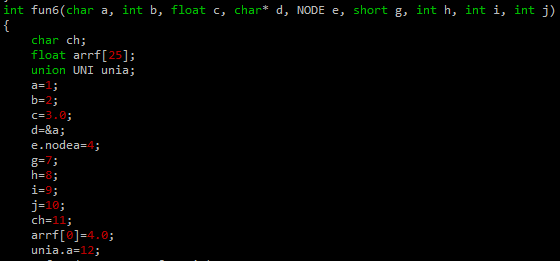 int fun6(char a, int b, float c, char* d, NODE e, short g, int h, int i, int j)
{
char ch;
float arrf[25];
union UNI unia;
a=1;
b=2;
c=3.0;
d=&a;
e.nodea=4;
g=7;
h=8;
i=9;
j=10;
ch=11;
arrf[0]=4.0;
unia.a=12;